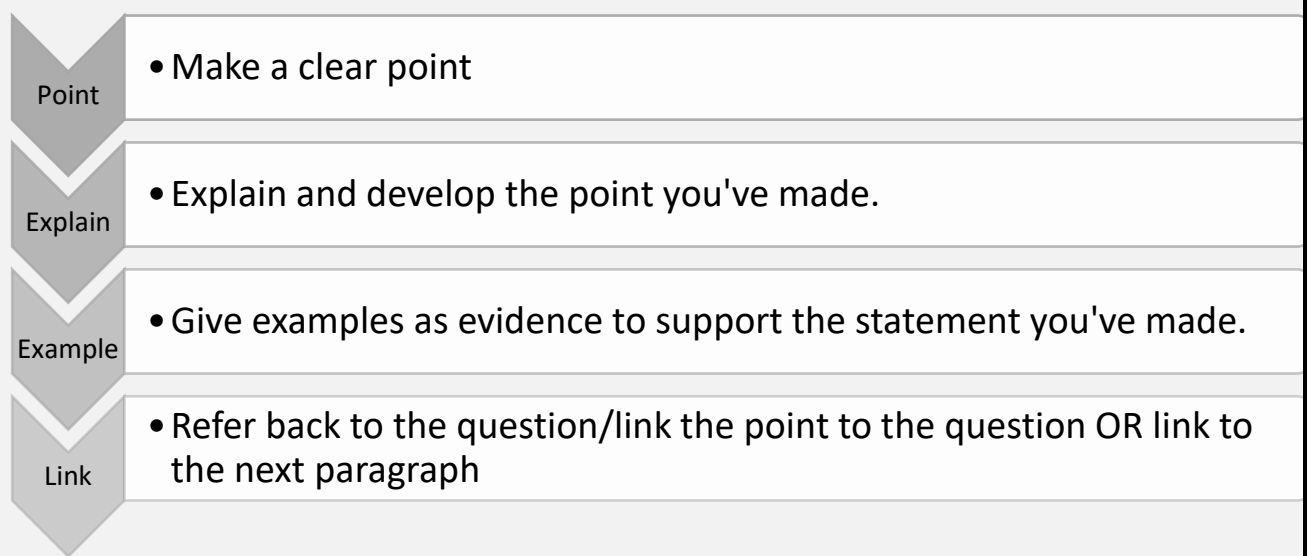 Point
• Make a clear point
Explain
• Explain and develop the point you've made.
Example
• Give examples as evidence to support the statement you've made.
Link
• Refer back to the question/link the point to the question OR link to
the next paragraph